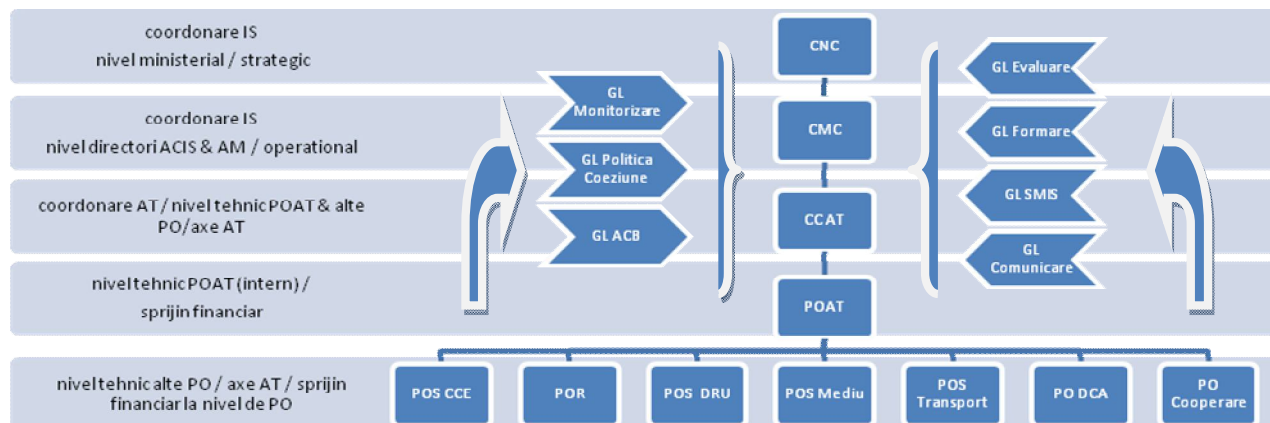 coordonare IS
nivel ministerial / strategic
CNC
GL Evaluare
GL
Monitorizare
coordonare IS
nivel directori ACIS & AM / operational
CMC
GL Formare
GL Politica
Coeziune
coordonare AT / nivel tehnic POAT & alte
PO/axe AT
CCAT
GL SMIS
GL ACB
GL
Comunicare
nivel tehnic POAT (intern) /
sprijin financiar
POAT
nivel tehnic alte PO / axe AT / sprijin
financiar la nivel de PO
POS CCE
POR
POS DRU
POS Mediu
POS
Transport
PO DCA
PO
Cooperare